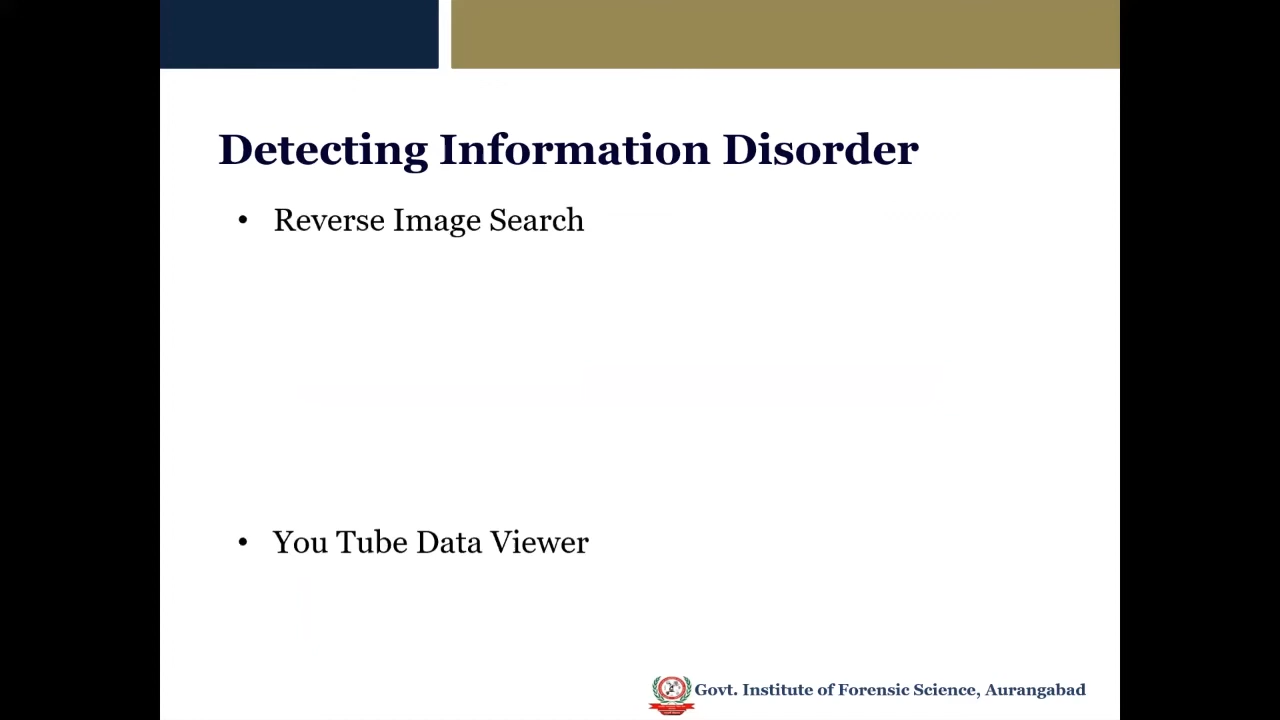 Detecting Information Disorder
• Reverse Image Search
• You Tube Data Viewer
Govt. Institute of Forensic Science, Aurangabad